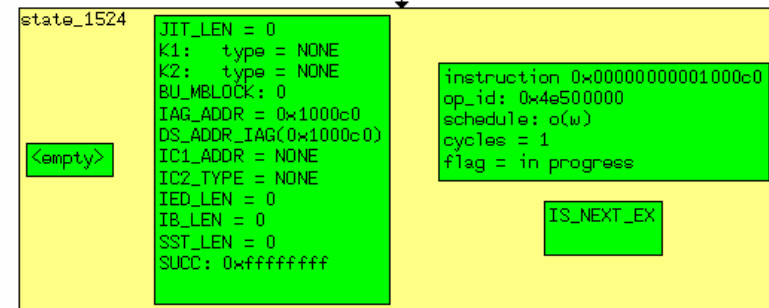 state_1524
<empty>
JIT_LEN = 0
K1:   type = NONE
K2:   type = NONE
BU_MBLOCK: 0
IAG_ADDR = 0x1000c0
DS_ADDR_IAG(0x1000c0)
IC1_ADDR = NONE
IC2_TYPE = NONE
IED_LEN = 0
IB_LEN = 0
SST_LEN = 0
SUCC: 0xffffffff
instruction 0x00000000001000c0
op_id: 0x4e500000
schedule: o(w)
cycles = 1
flag = in progress
IS_NEXT_EX